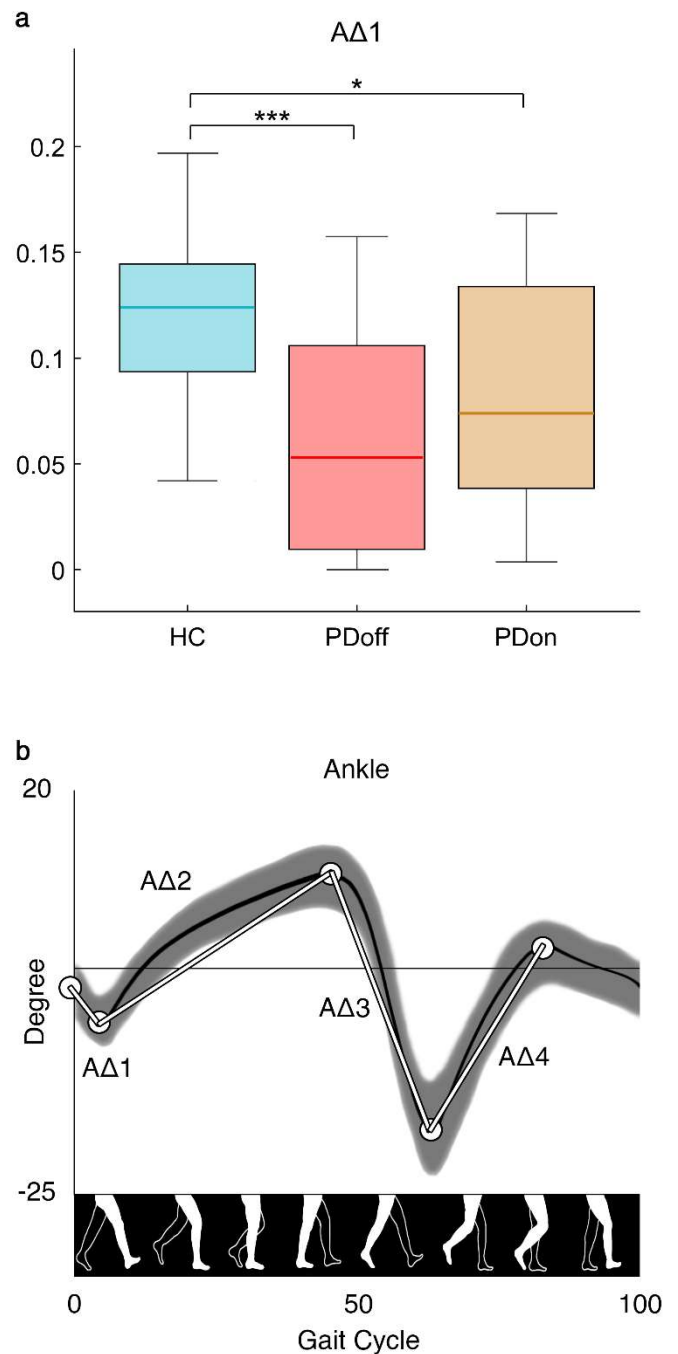 a
AΔ1
*
***
0.2
0.15
0.1
0.05
0
HC PDoff PDon
b
Ankle
20
AΔ2
Degree
AΔ3
AΔ1
AΔ4
-25
0 50 100
Gait Cycle